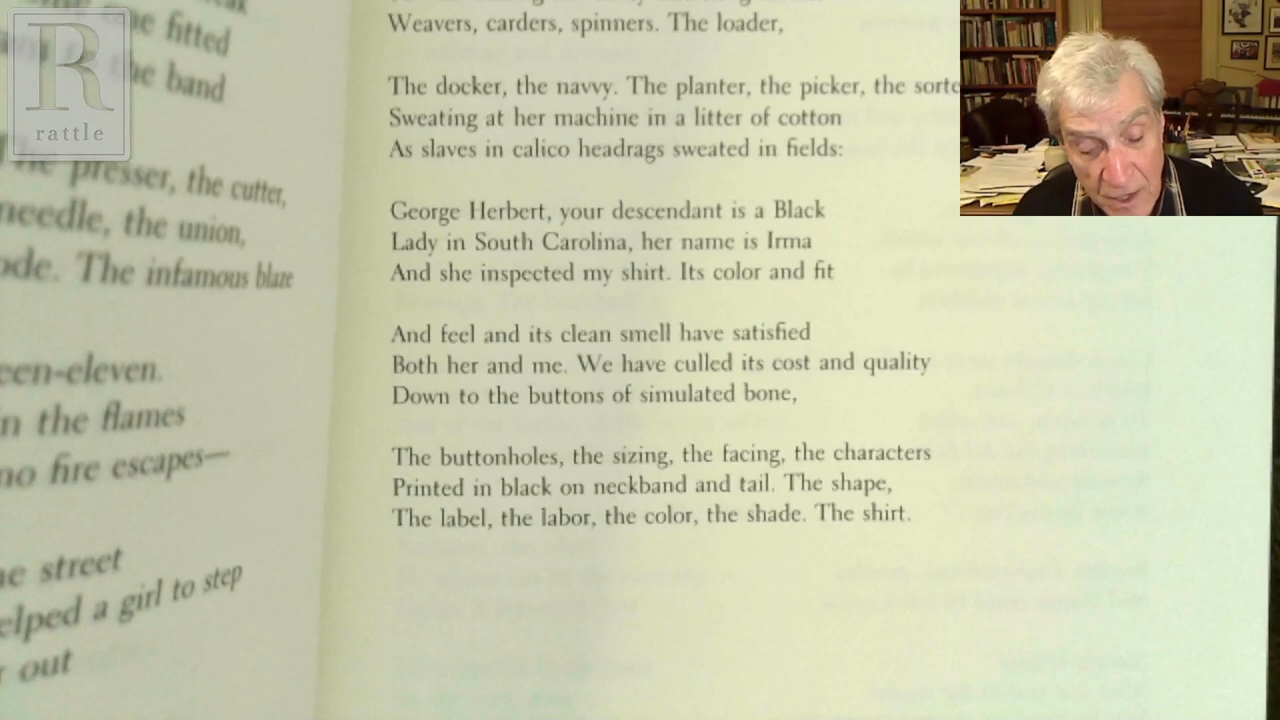 R
rattle
fitted
the band
presser, the cutter,
needle, the union,
The infamous blaze
een-eleven.
in the flames
no fire escapes—
street
elped a girl to step
out
Weavers, carders, spinners. The loader,
The docker, the navvy. The planter, the picker, the sorte
Sweating at her machine in a litter of cotton
As slaves in calico headrags sweated in fields:
George Herbert, your descendant is a Black
Lady in South Carolina, her name is Irma
And she inspected my shirt. Its color and fit
And feel and its clean smell have satisfied
Both her and me. We have culled its cost and quality
Down to the buttons of simulated bone,
The buttonholes, the sizing, the facing, the characters
Printed in black on neckband and tail. The shape,
The label, the labor, the color, the shade. The shirt.